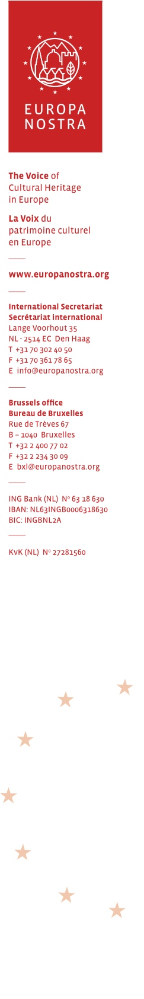 EUROPA
NOSTRA
The Voice of
Cultural Heritage
in Europe
La Voix du
patrimoine culturel
en Europe
www.europanostra.org
International Secretariat
Secrétariat international
Lange Voorhout 35
NL - 2514 EC Den Haag
T +31 70 302 40 50
F +31 70 361 78 65
E info@europanostra.org
Brussels office
Bureau de Bruxelles
Rue de Trèves 67
B – 1040 Bruxelles
T +32 2 400 77 02
F +32 2 234 30 09
E bxl@europanostra.org
ING Bank (NL) Nº 63 18 630
IBAN: NL63INGB0006318630
BIC: INGBNL2A
KvK (NL) Nº 27281560